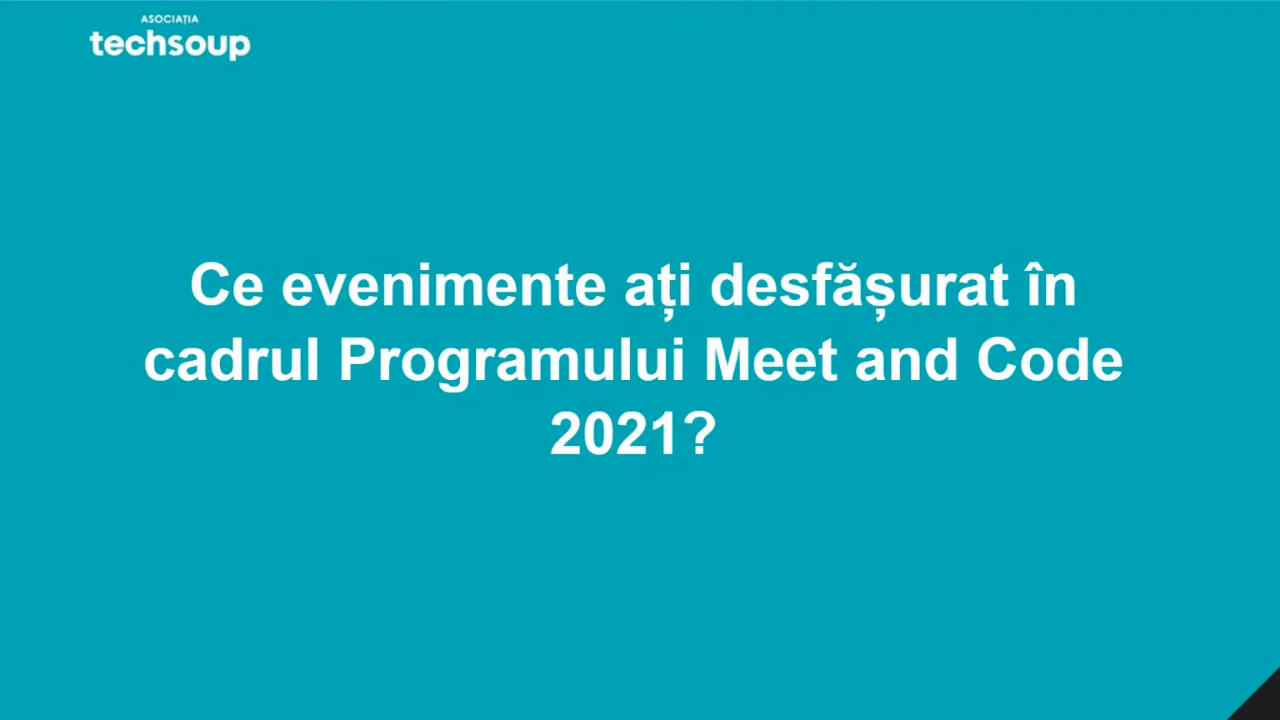 ASOCIAȚIA
techsoup
Ce evenimente ați desfășurat în
cadrul Programului Meet and Code
2021?